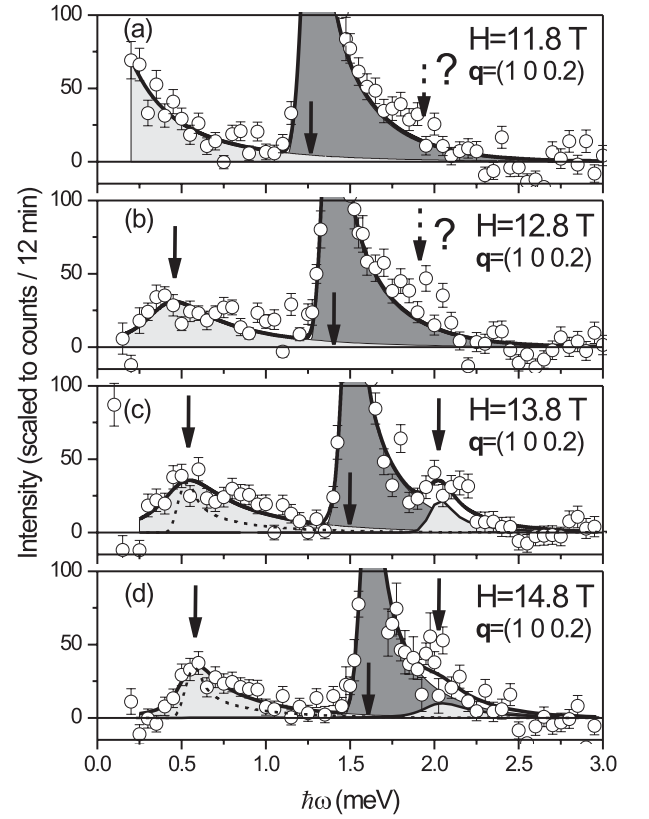 (a)
100
50
0
H=11.8 T
q=(1 0 0.2)
?
(b)
100
50
0
H=12.8 T
q=(1 0 0.2)
?
(c)
100
50
0
H=13.8 T
q=(1 0 0.2)
(d)
100
50
0
H=14.8 T
q=(1 0 0.2)
Intensity (scaled to counts / 12 min)
0.0 0.5 1.0 1.5 2.0 2.5 3.0
ħω (meV)